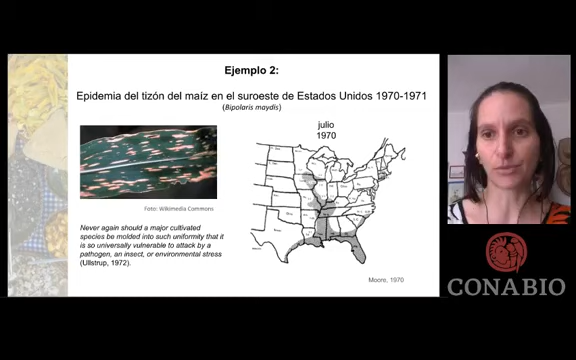 Ejemplo 2:
Epidemia del tizón del maíz en el suroeste de Estados Unidos 1970-1971
(Bipolaris maydis)
julio
1970
Foto: Wikimedia Commons
Never again should a major cultivated
species be molded into such uniformity that it
is so universally vulnerable to attack by a
pathogen, an insect, or environmental stress
(Ullstrup, 1972).
Moore, 1970
CONABIO